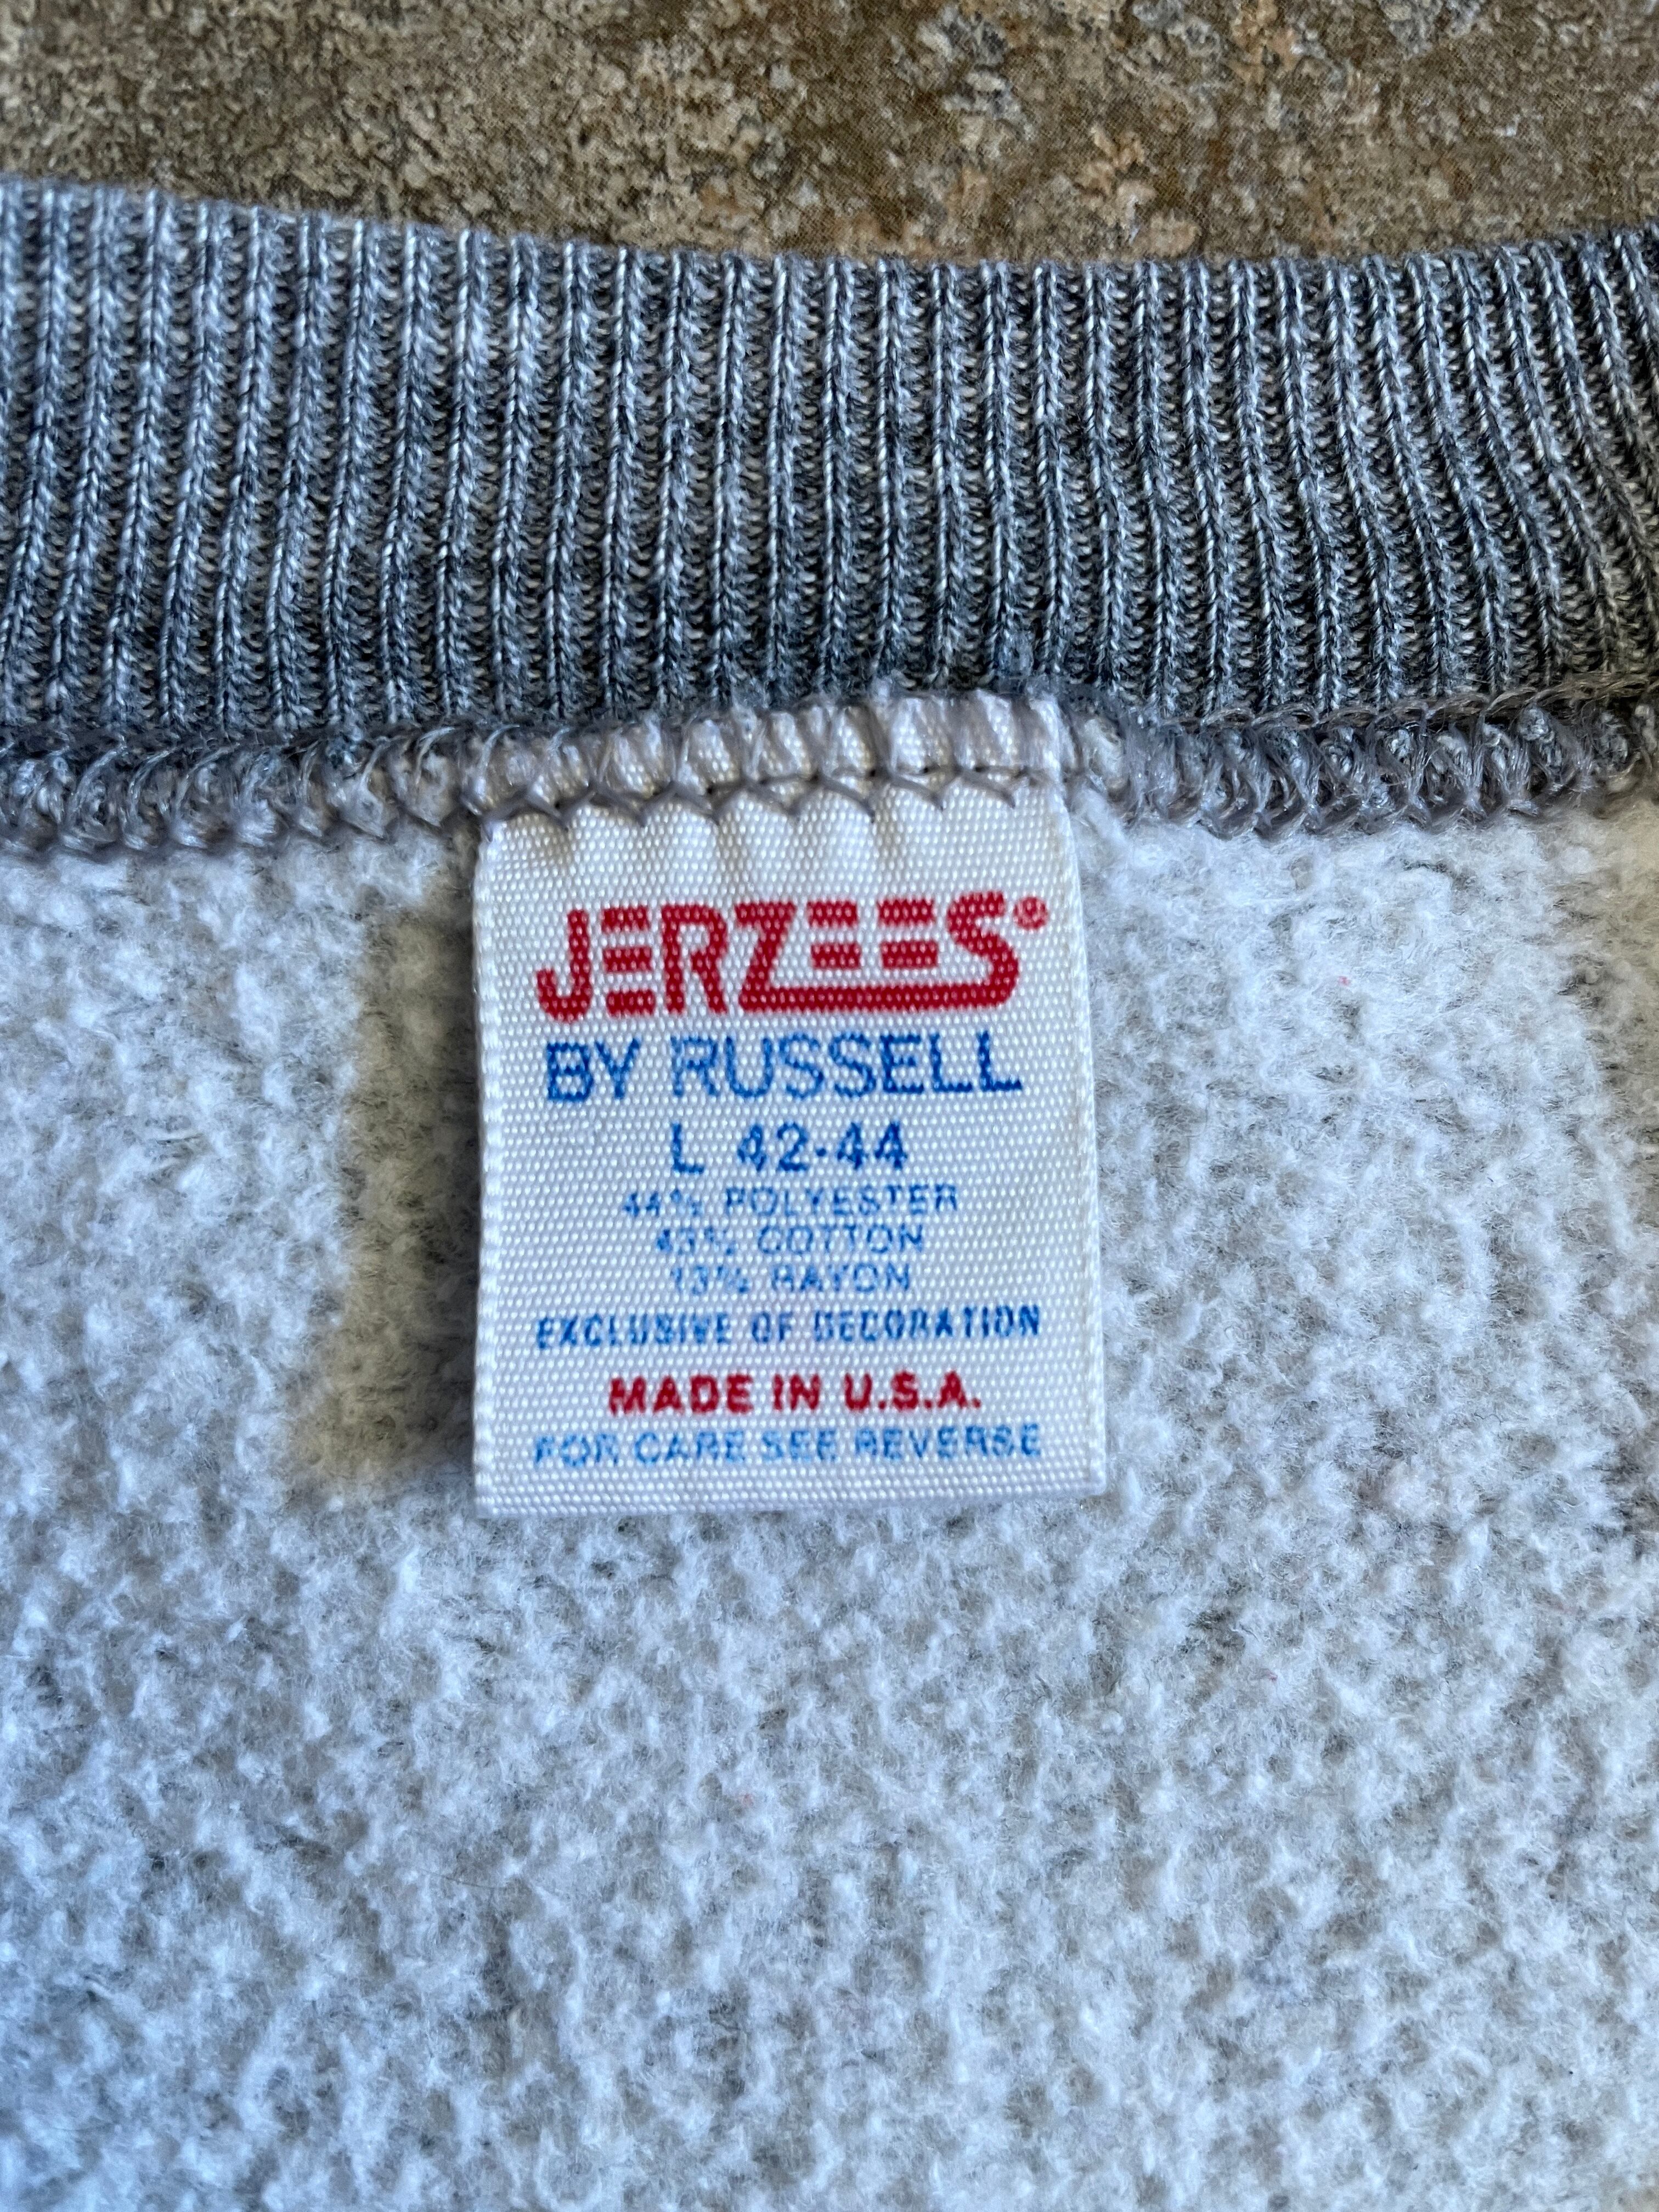 JERZEES®
BY RUSSELL
L 42-44
44% POLYESTER
43% COTTON
13% RAYON
EXCLUSIVE OF DECORATION
MADE IN U.S.A.
FOR CARE SEE REVERSE